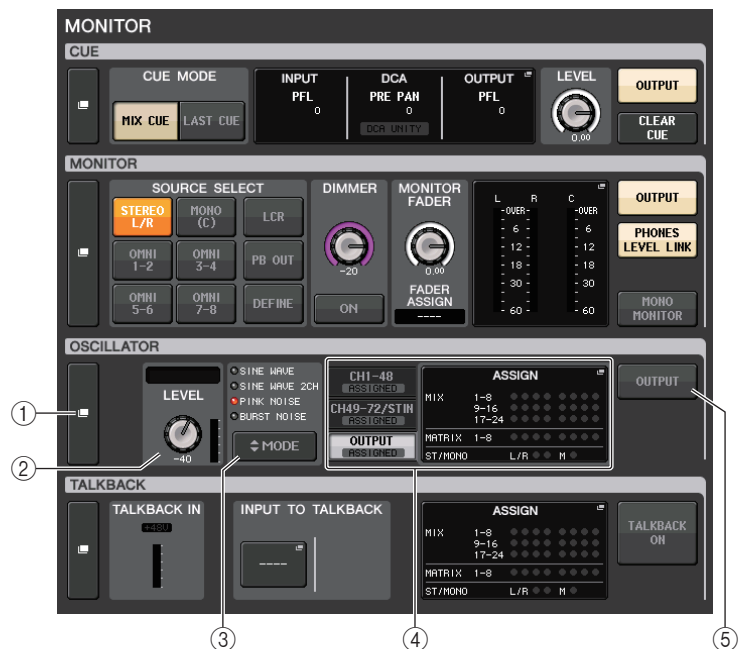 MONITOR
CUE
CUE MODE
MIX CUE
LAST CUE
INPUT
PFL
0
DCA
PRE PAN
0
DCA UNITY
OUTPUT
PFL
0
LEVEL
0.00
OUTPUT
CLEAR
CUE
MONITOR
SOURCE SELECT
STEREO
L/R
MONO
(C)
LCR
OMNI
1-2
OMNI
3-4
PB OUT
OMNI
5-6
OMNI
7-8
DEFINE
DIMMER
-20
ON
MONITOR
FADER
0.00
FADER
ASSIGN
----
L R C
-OVER- -OVER
6 6
12 12
18 18
30 30
60 60
OUTPUT
PHONES
LEVEL LINK
MONO
MONITOR
OSCILLATOR
LEVEL
-40
SINE WAVE
SINE WAVE 2CH
PINK NOISE
BURST NOISE
MODE
CH1-48
ASSIGNED
CH49-72/STIN
ASSIGNED
OUTPUT
ASSIGNED
ASSIGN
MIX 1-8
9-16
17-24
MATRIX 1-8
ST/MONO L/R M
OUTPUT
TALKBACK
TALKBACK IN
+48V
INPUT TO TALKBACK
----
ASSIGN
MIX 1-8
9-16
17-24
MATRIX 1-8
ST/MONO L/R M
TALKBACK
ON
1
2
3
4
5